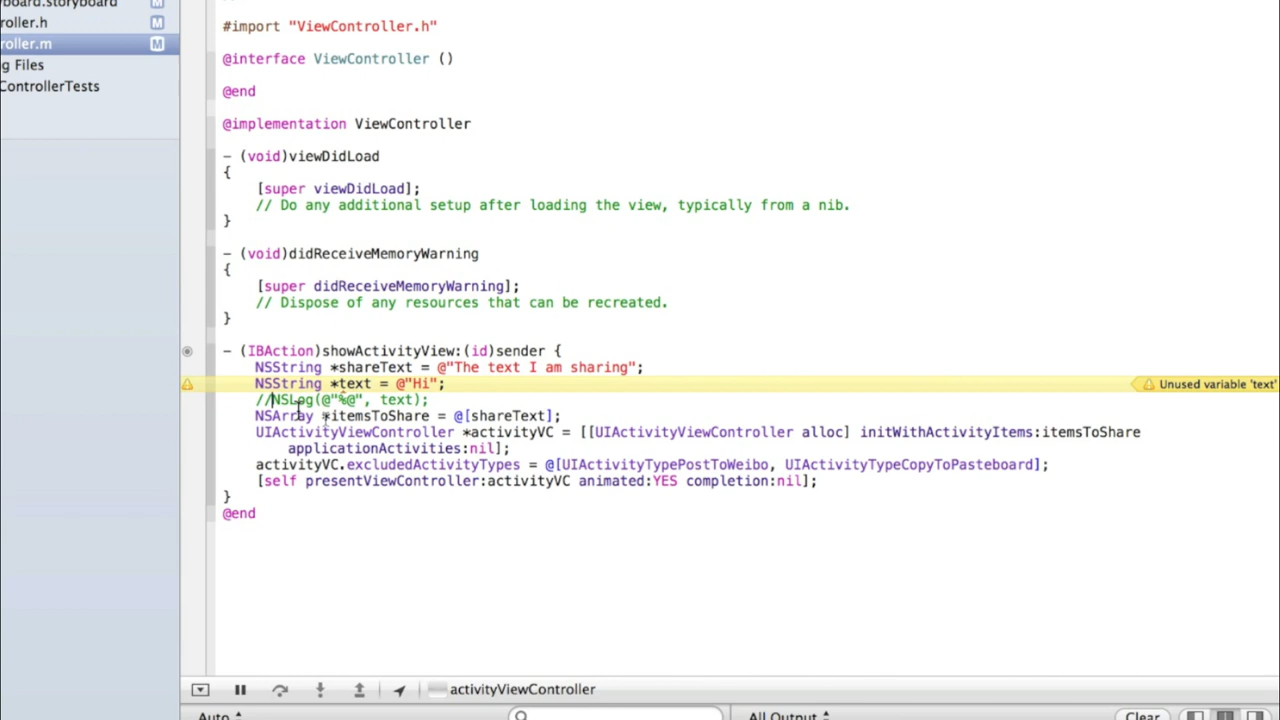 yboard.storyboard M
roller.h M
roller.m M
ng Files
ControllerTests
#import "ViewController.h"
@interface ViewController ()
@end
@implementation ViewController
- (void)viewDidLoad
{
[super viewDidLoad];
// Do any additional setup after loading the view, typically from a nib.
}
- (void)didReceiveMemoryWarning
{
[super didReceiveMemoryWarning];
// Dispose of any resources that can be recreated.
}
- (IBAction)showActivityView:(id)sender {
NSString *shareText = @"The text I am sharing";
NSString *text = @"Hi"; Unused variable 'text'
//NSLog(@"%@", text);
NSArray *itemsToShare = @[shareText];
UIActivityViewController *activityVC = [[UIActivityViewController alloc] initWithActivityItems:itemsToShare
applicationActivities:nil];
activityVC.excludedActivityTypes = @[UIActivityTypePostToWeibo, UIActivityTypeCopyToPasteboard];
[self presentViewController:activityVC animated:YES completion:nil];
}
@end
activityViewController
Auto All Output Clear